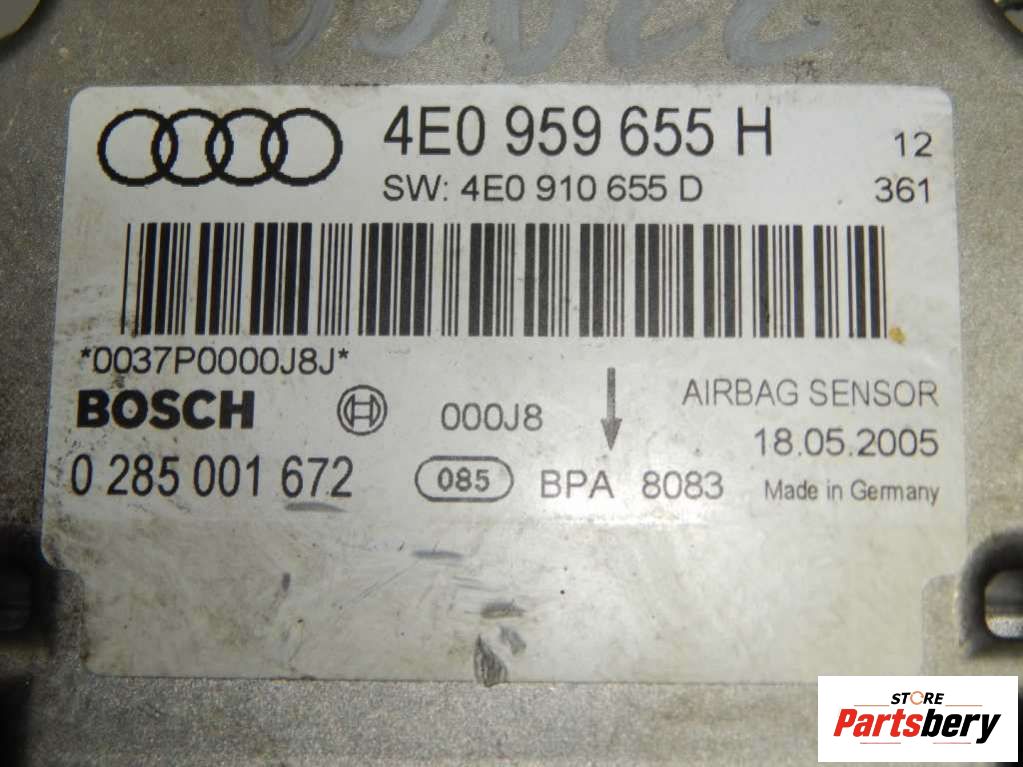 4E0 959 655 H 12
SW: 4E0 910 655 D 361
*0037P0000J8J*
BOSCH 000J8 AIRBAG SENSOR
18.05.2005
0 285 001 672 085 BPA 8083 Made in Germany
STORE
Partsbery